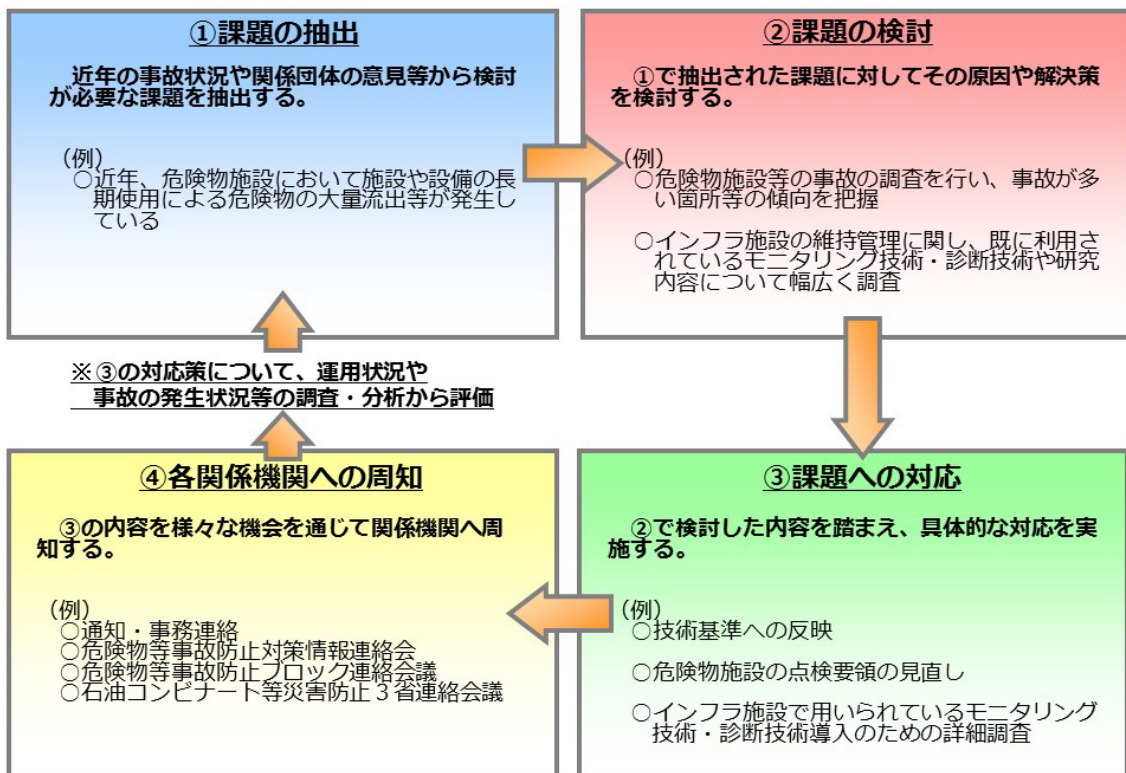 ①課題の抽出
近年の事故状況や関係団体の意見等から検討
が必要な課題を抽出する。
(例)
○近年、危険物施設において施設や設備の長
期使用による危険物の大量流出等が発生し
ている
②課題の検討
①で抽出された課題に対してその原因や解決策
を検討する。
(例)
○危険物施設等の事故の調査を行い、事故が多
い箇所等の傾向を把握
○インフラ施設の維持管理に関し、既に利用さ
れているモニタリング技術・診断技術や研究
内容について幅広く調査
※③の対応策について、運用状況や
事故の発生状況等の調査・分析から評価
③課題への対応
②で検討した内容を踏まえ、具体的な対応を実
施する。
(例)
○技術基準への反映
○危険物施設の点検要領の見直し
○インフラ施設で用いられているモニタリング
技術・診断技術導入のための詳細調査
④各関係機関への周知
③の内容を様々な機会を通じて関係機関へ周
知する。
(例)
○通知・事務連絡
○危険物等事故防止対策情報連絡会
○危険物等事故防止ブロック連絡会議
○石油コンビナート等災害防止3省連絡会議